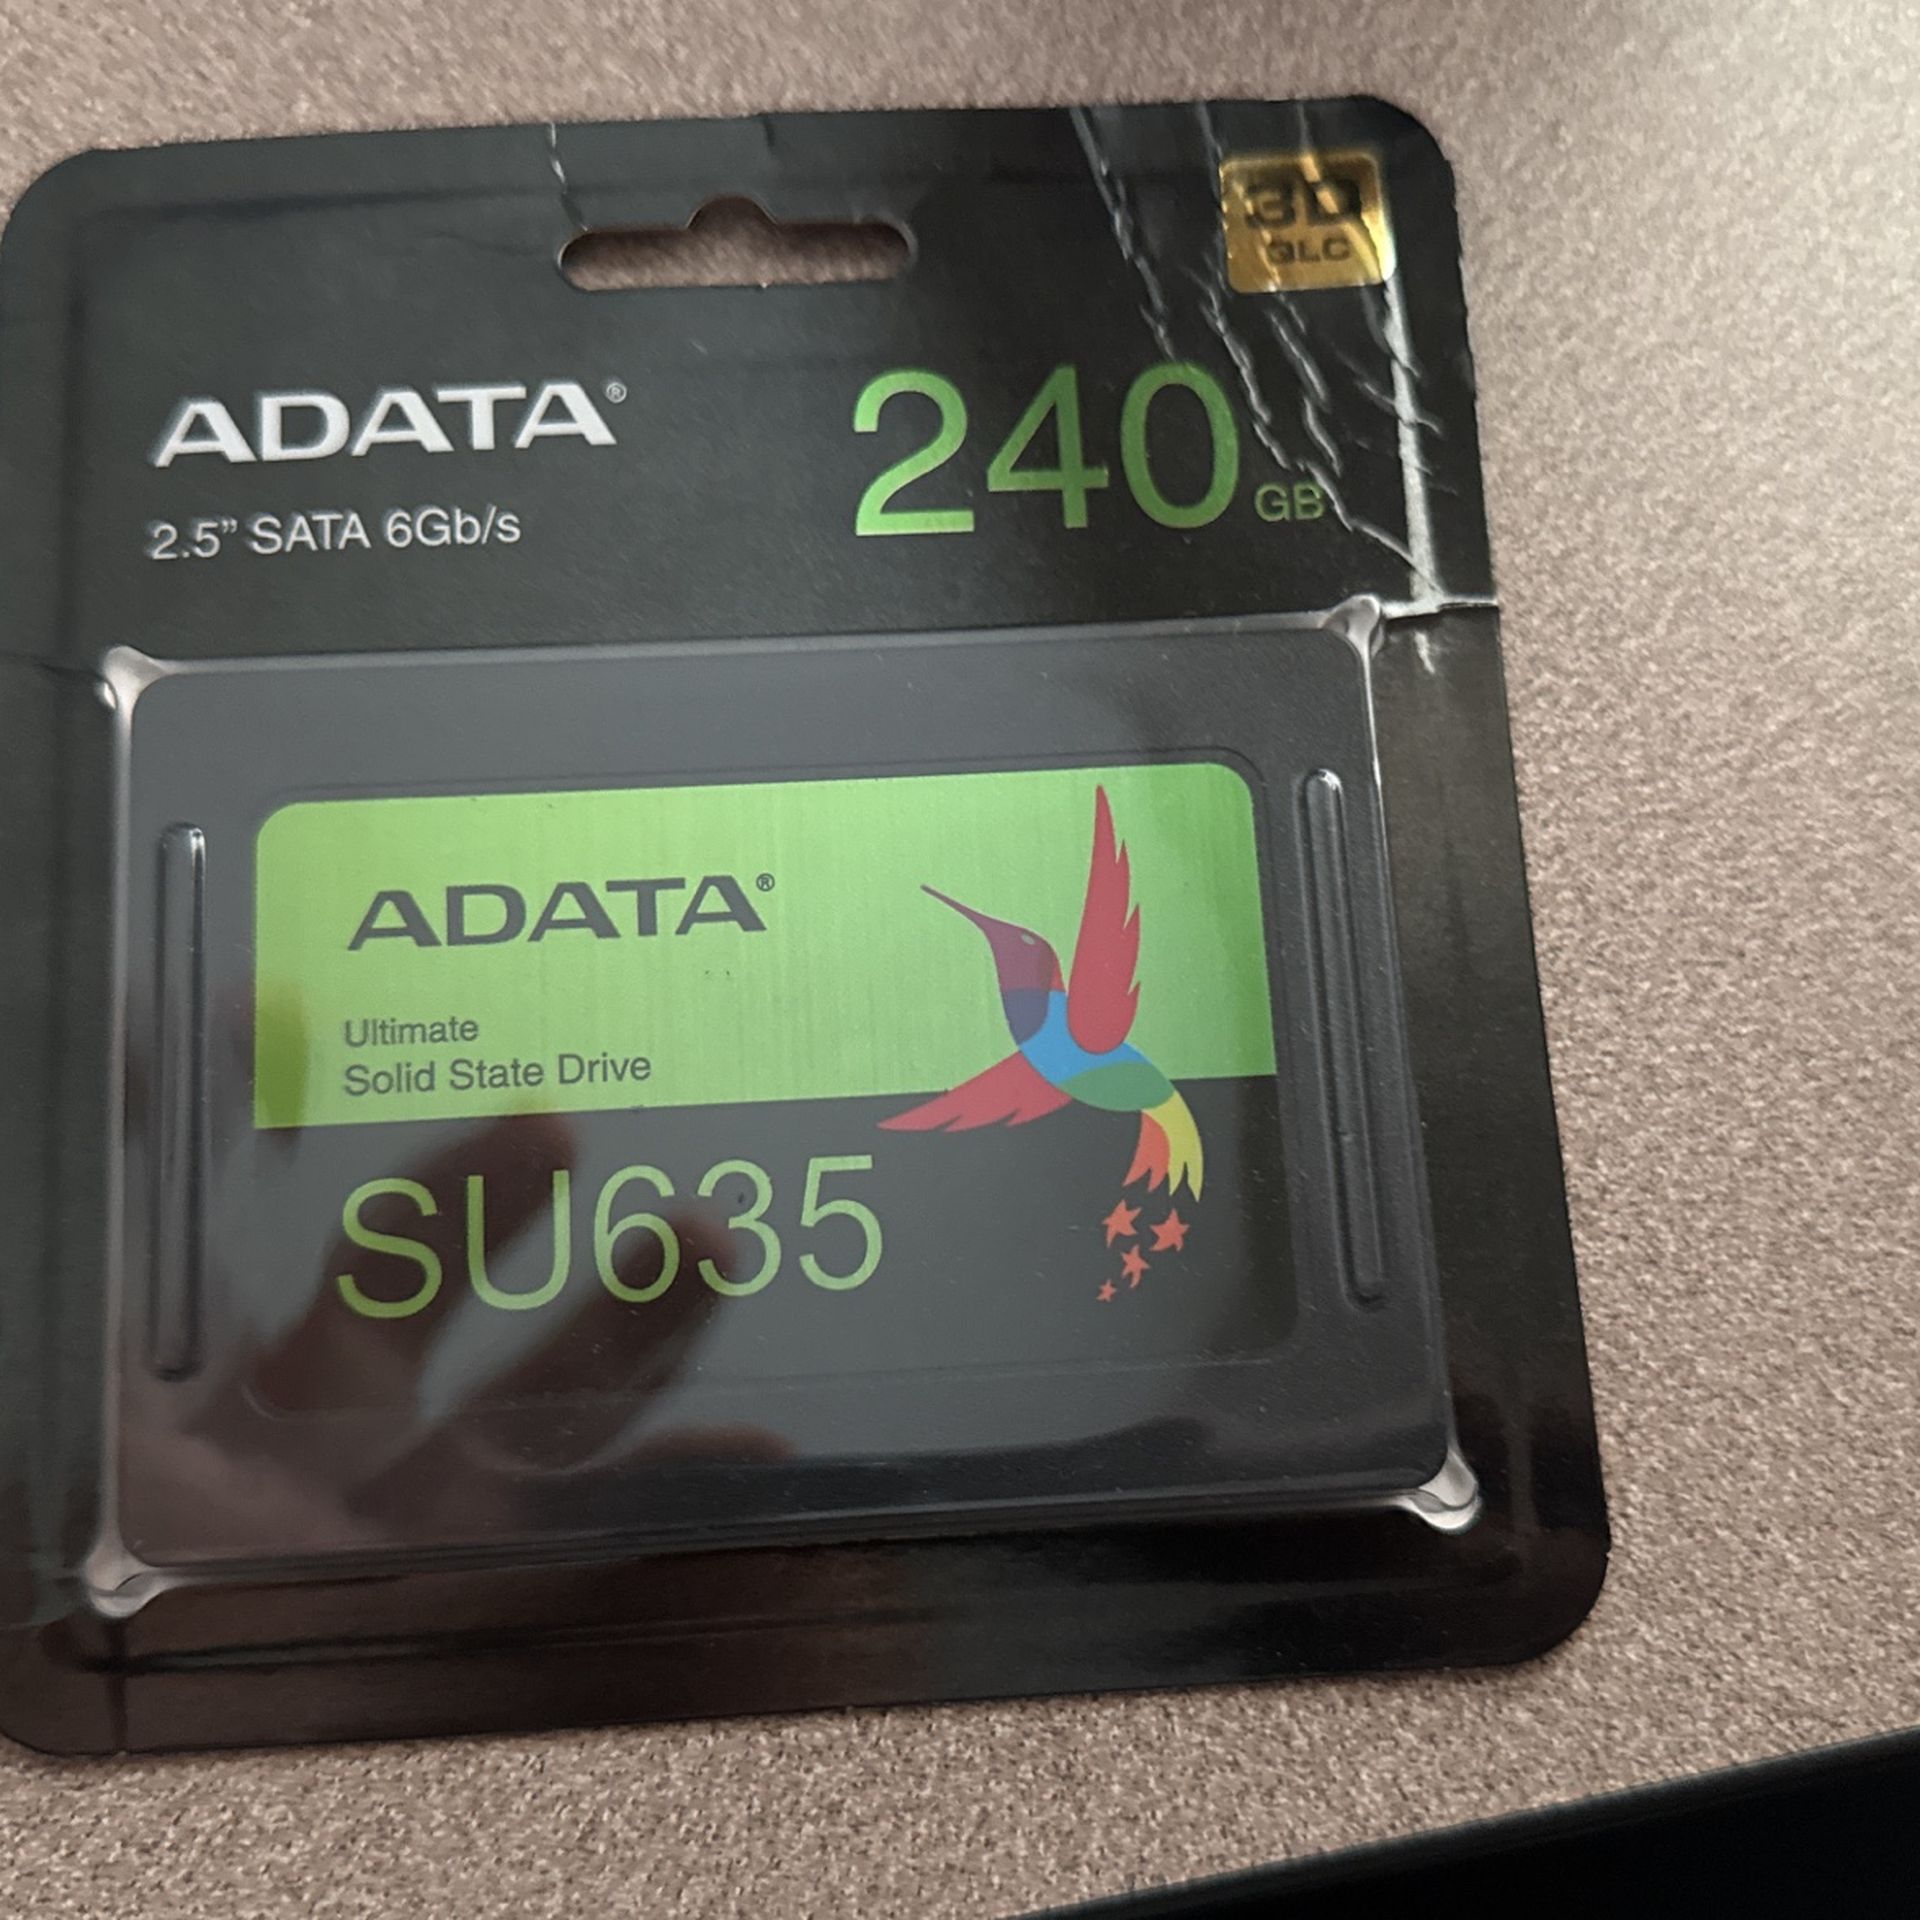 3D
QLC
ADATA®
240 GB
2.5” SATA 6Gb/s
ADATA®
Ultimate
Solid State Drive
SU635